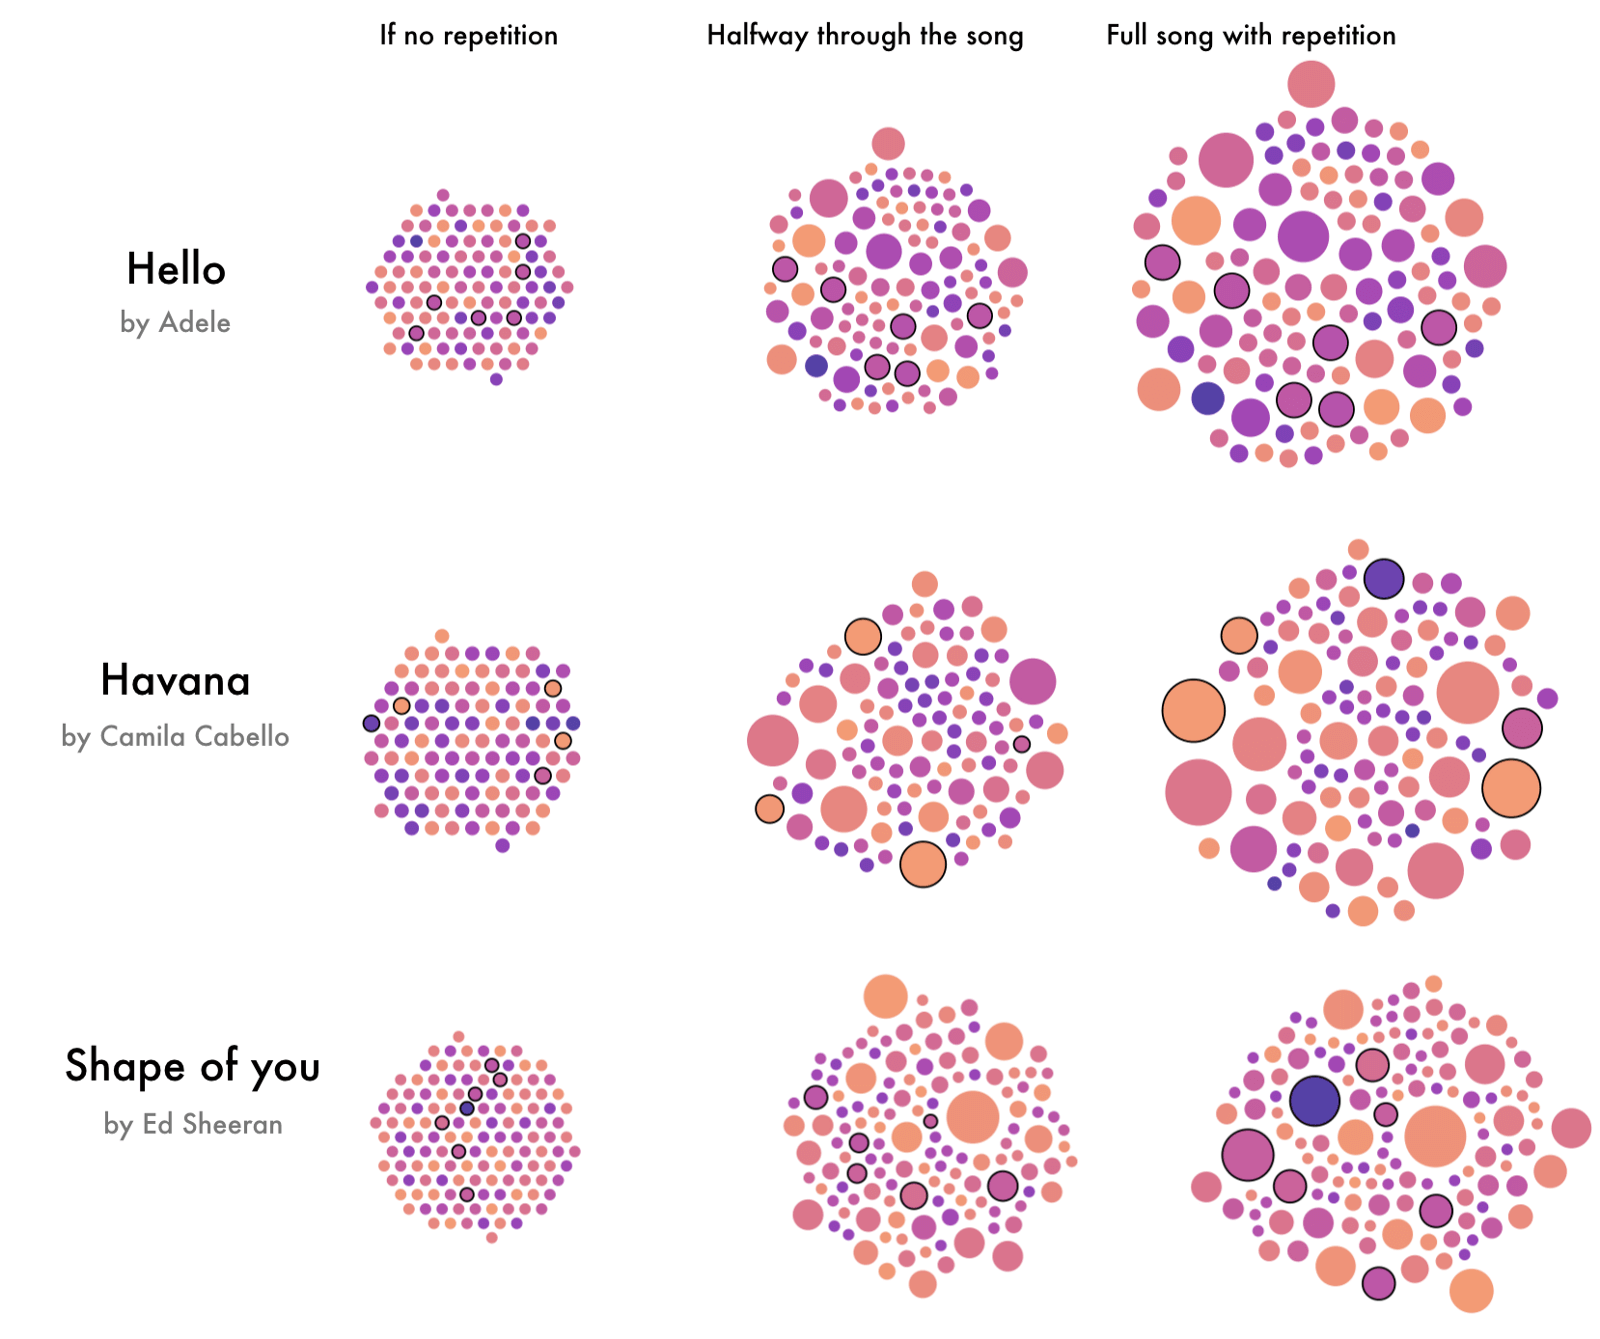 If no repetition
Halfway through the song
Full song with repetition
Hello
by Adele
Havana
by Camila Cabello
Shape of you
by Ed Sheeran